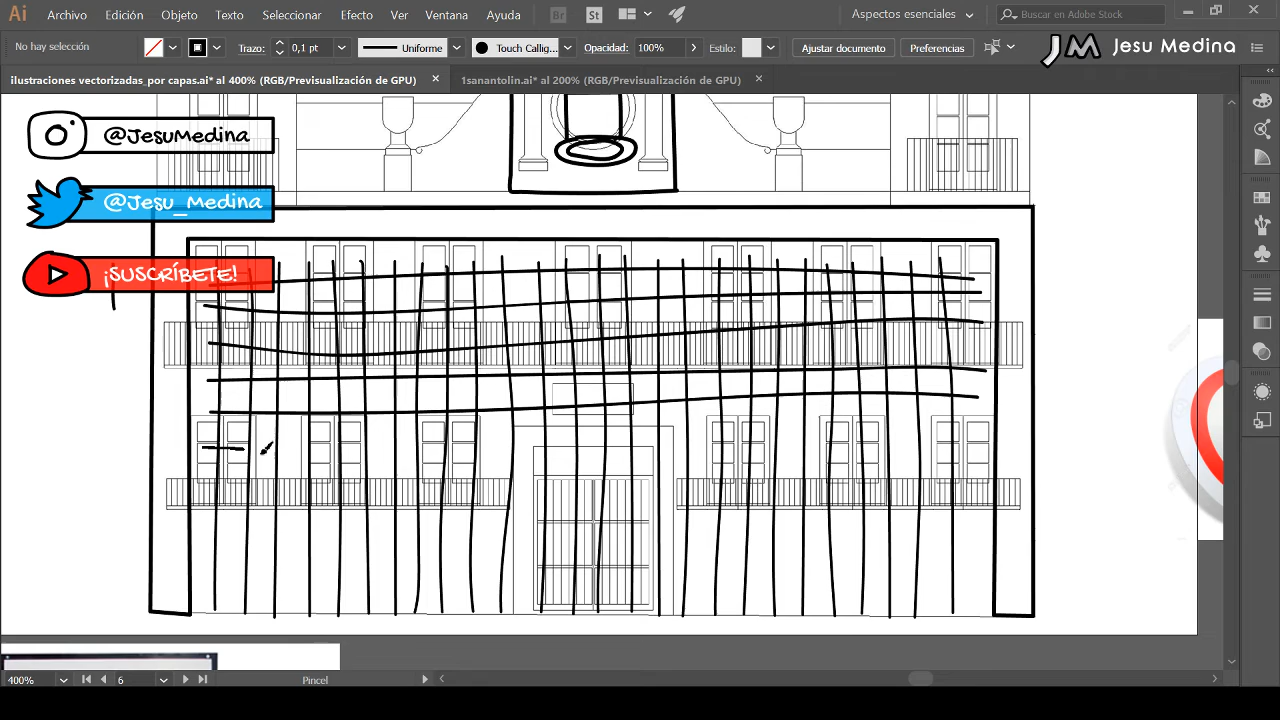 Ai Archivo Edición Objeto Texto Seleccionar Efecto Ver Ventana Ayuda Br St Aspectos esenciales Buscar en Adobe Stock
No hay selección Trazo: 0,1 pt Uniforme Touch Callig... Opacidad: 100% Estilo: Ajustar documento Preferencias
JM Jesu Medina
ilustraciones vectorizadas_por capas.ai* al 400% (RGB/Previsualización de GPU) 1sanantolin.ai* al 200% (RGB/Previsualización de GPU)
@JesuMedina
@Jesu_Medina
¡SUSCRÍBETE!
400% 6 Pincel